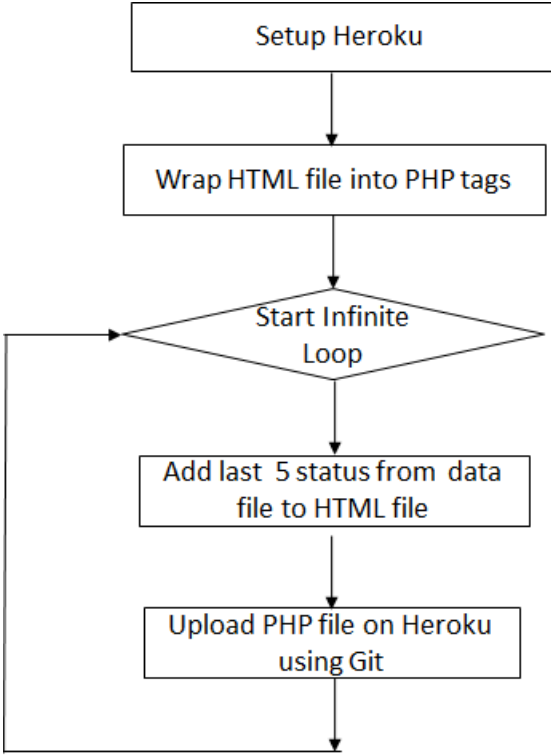 Setup Heroku
Wrap HTML file into PHP tags
Start Infinite
Loop
Add last 5 status from data
file to HTML file
Upload PHP file on Heroku
using Git